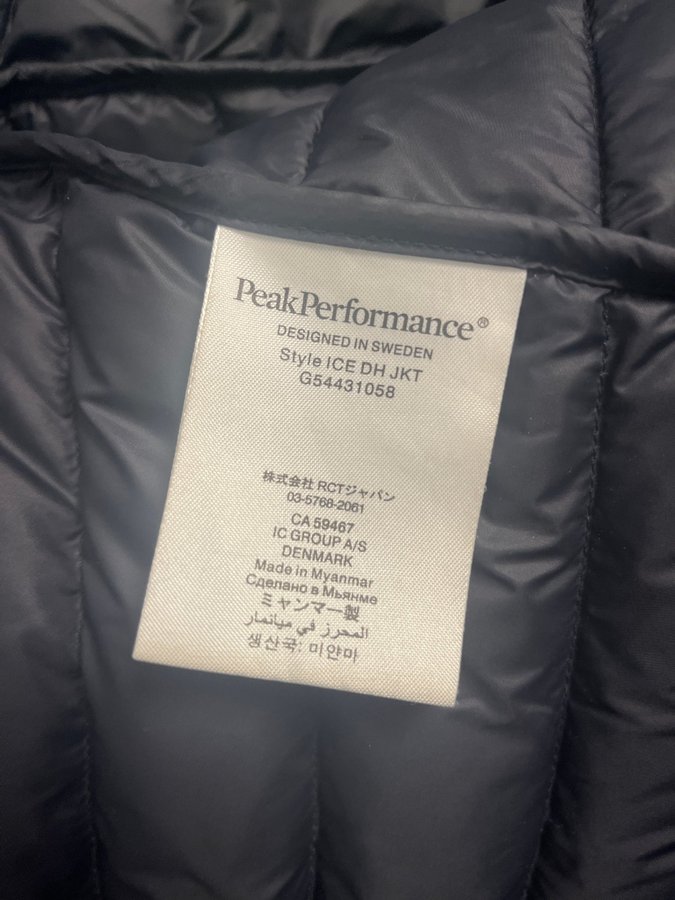 PeakPerformance®
DESIGNED IN SWEDEN
Style ICE DH JKT
G54431058
株式会社 RCTジャパン
03-5768-2061
CA 59467
IC GROUP A/S
DENMARK
Made in Myanmar
Сделано в Мьянме
ミャンマー製
المحرز في ميانمار
생산국: 미얀마